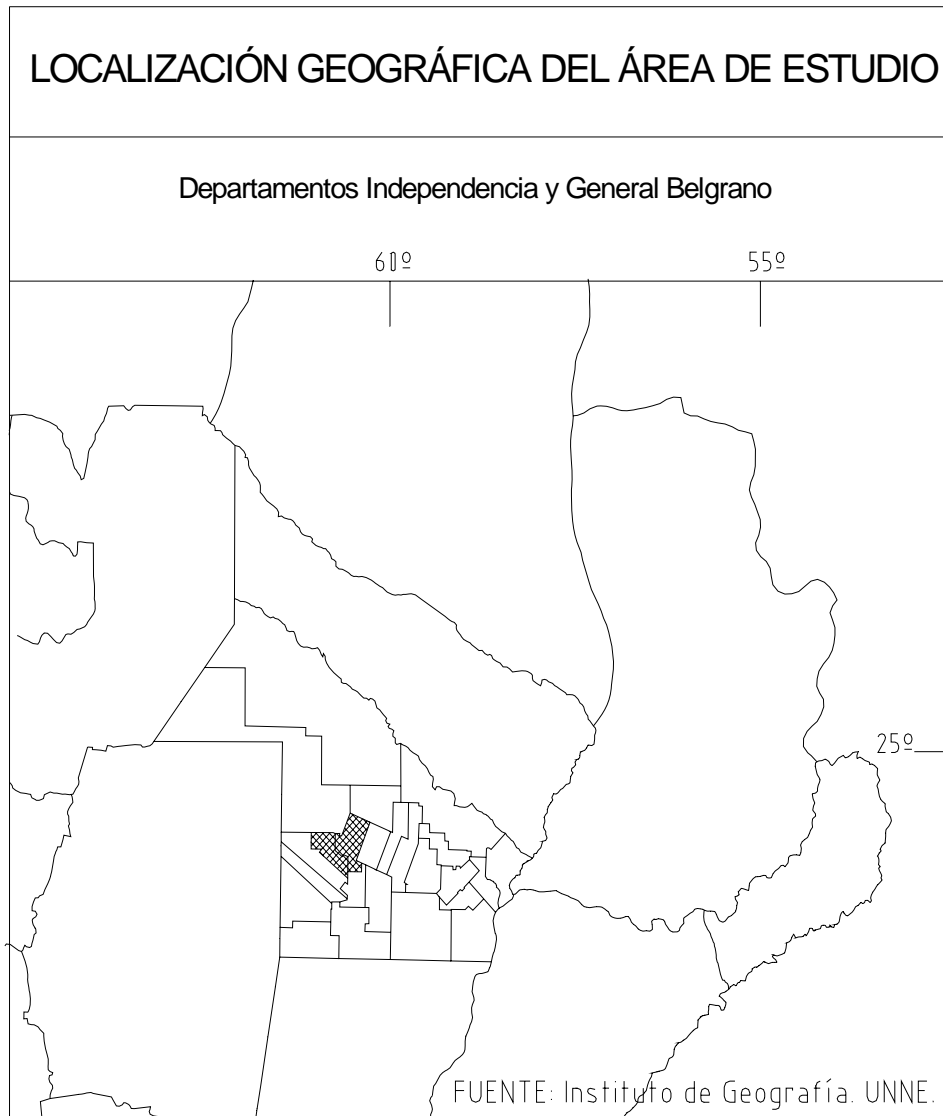 LOCALIZACIÓN GEOGRÁFICA DEL ÁREA DE ESTUDIO
Departamentos Independencia y General Belgrano
60º 55º
25º
FUENTE: Instituto de Geografía. UNNE.